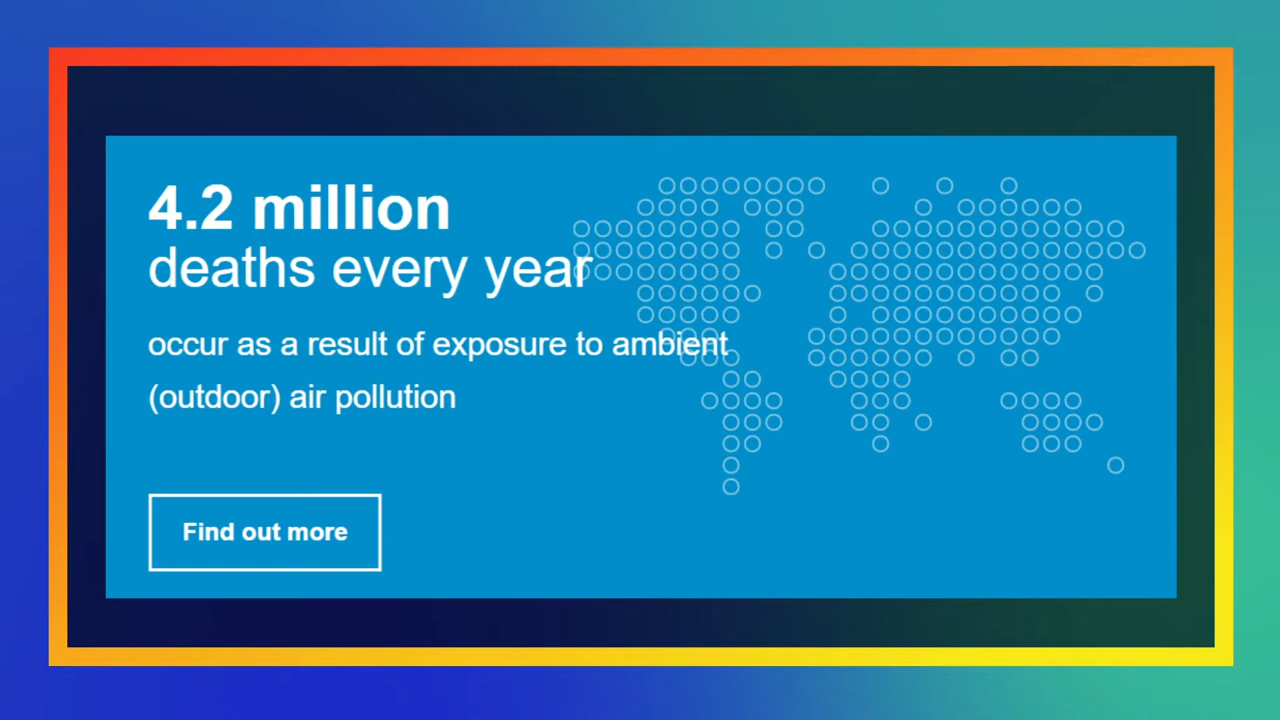 4.2 million
deaths every year
occur as a result of exposure to ambient
(outdoor) air pollution
Find out more